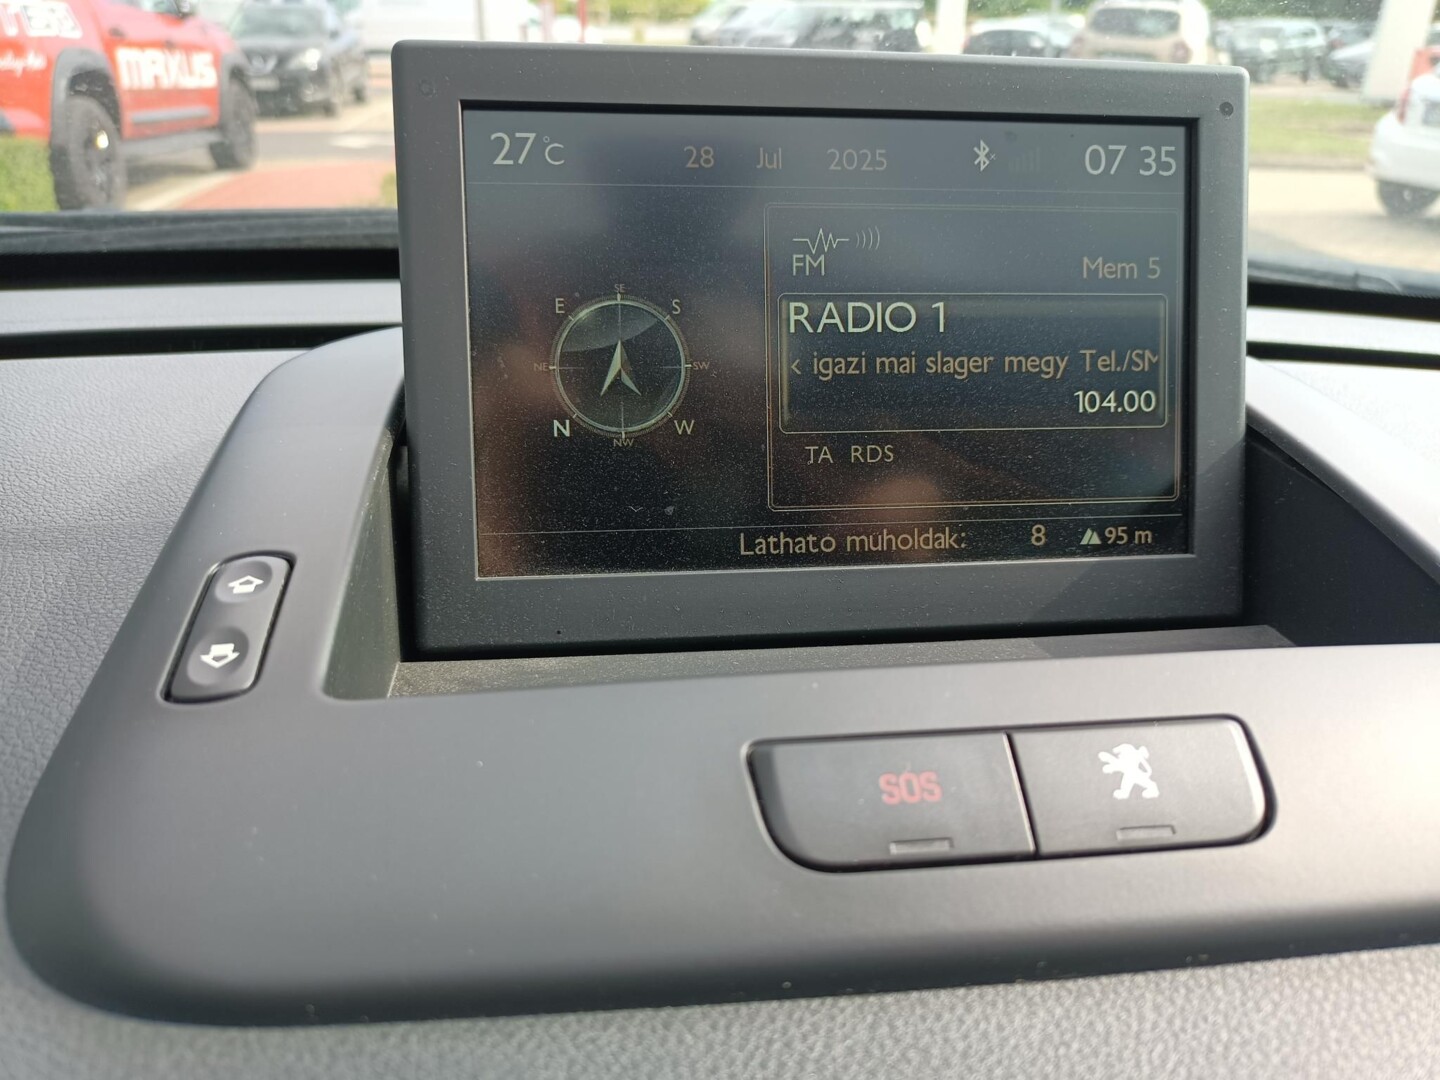 MAXUS
27°C 28 Jul 2025 07 35
FM
Mem 5
RADIO 1
< igazi mai slager megy Tel./SM
104.00
TA RDS
SE
E S
NE SW
N W
NW
Lathato muholdak: 8 95 m
SOS